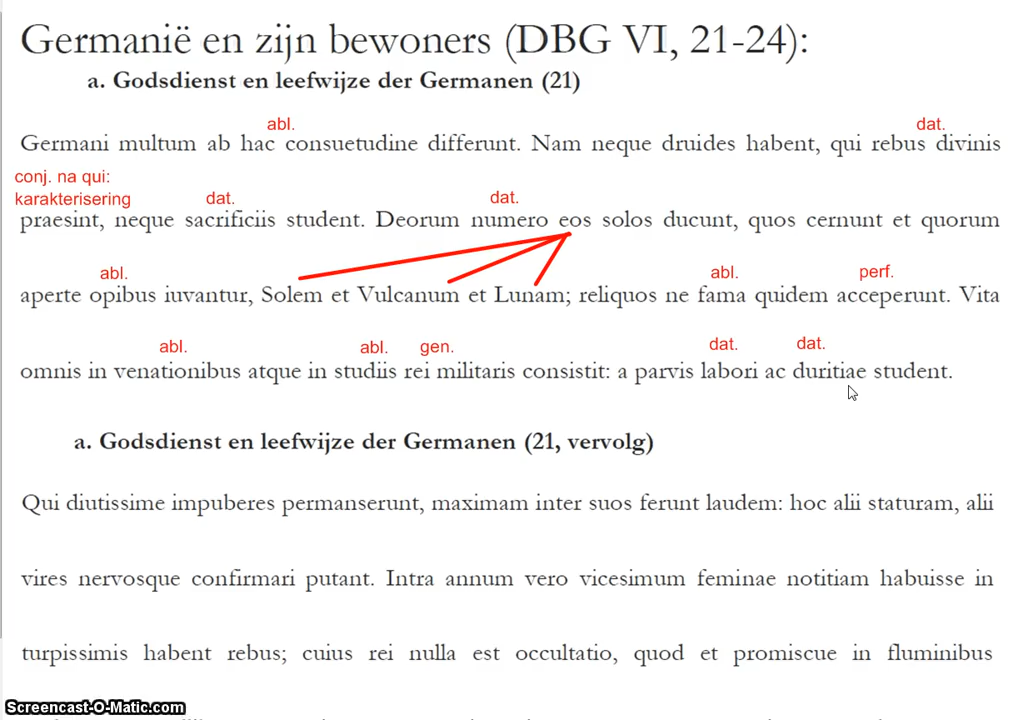 Germanië en zijn bewoners (DBG VI, 21-24):
a. Godsdienst en leefwijze der Germanen (21)
abl. dat.
Germani multum ab hac consuetudine differunt. Nam neque druides habent, qui rebus divinis
conj. na qui:
karakterisering dat. dat.
praesint, neque sacrificiis student. Deorum numero eos solos ducunt, quos cernunt et quorum
abl. abl. perf.
aperte opibus iuvantur, Solem et Vulcanum et Lunam; reliquos ne fama quidem acceperunt. Vita
abl. abl. gen. dat. dat.
omnis in venationibus atque in studiis rei militaris consistit: a parvis labori ac duritiae student.
a. Godsdienst en leefwijze der Germanen (21, vervolg)
Qui diutissime impuberes permanserunt, maximam inter suos ferunt laudem: hoc alii staturam, alii
vires nervosque confirmari putant. Intra annum vero vicesimum feminae notitiam habuisse in
turpissimis habent rebus; cuius rei nulla est occultatio, quod et promiscue in fluminibus
Screencast-O-Matic.com